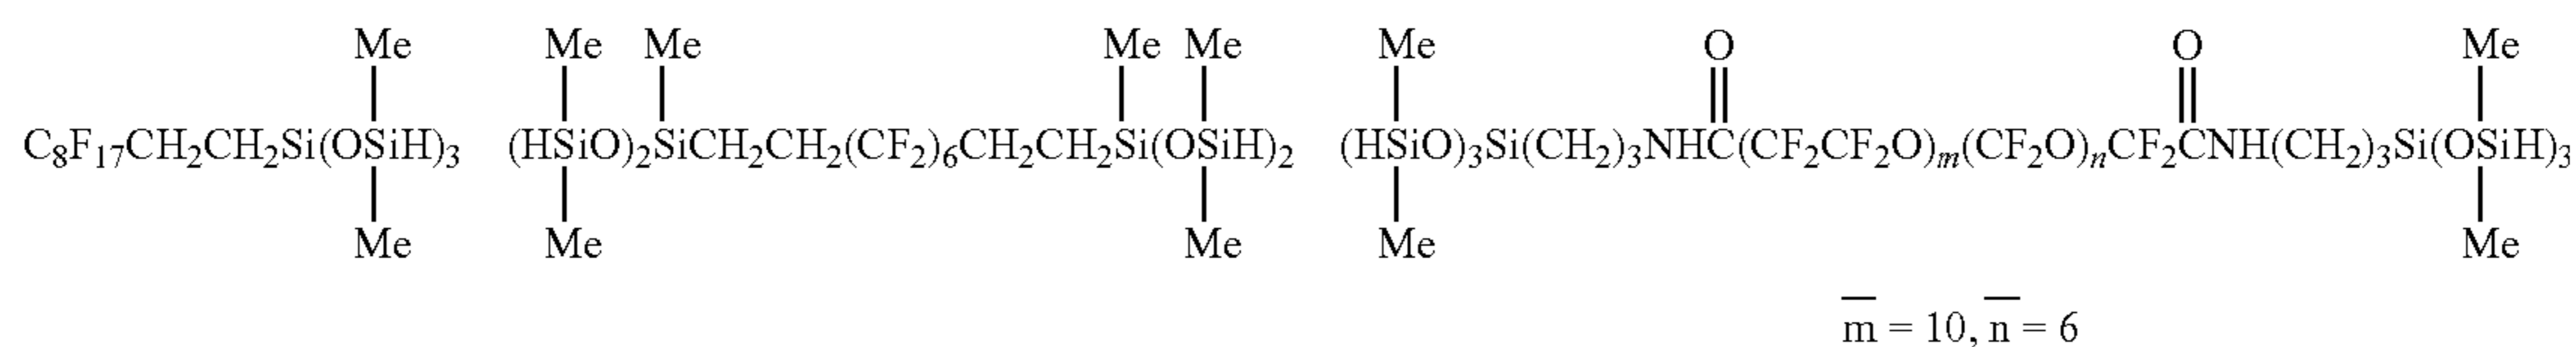 Me Me Me Me Me Me O O Me
C₈F₁₇CH₂CH₂Si(OSiH)₃ (HSiO)₂SiCH₂CH₂(CF₂)₆CH₂CH₂Si(OSiH)₂ (HSiO)₃Si(CH₂)₃NHC(CF₂CF₂O)ₘ(CF₂O)ₙCF₂CNH(CH₂)₃Si(OSiH)₃
Me Me Me Me Me
m̅ = 10, n̅ = 6